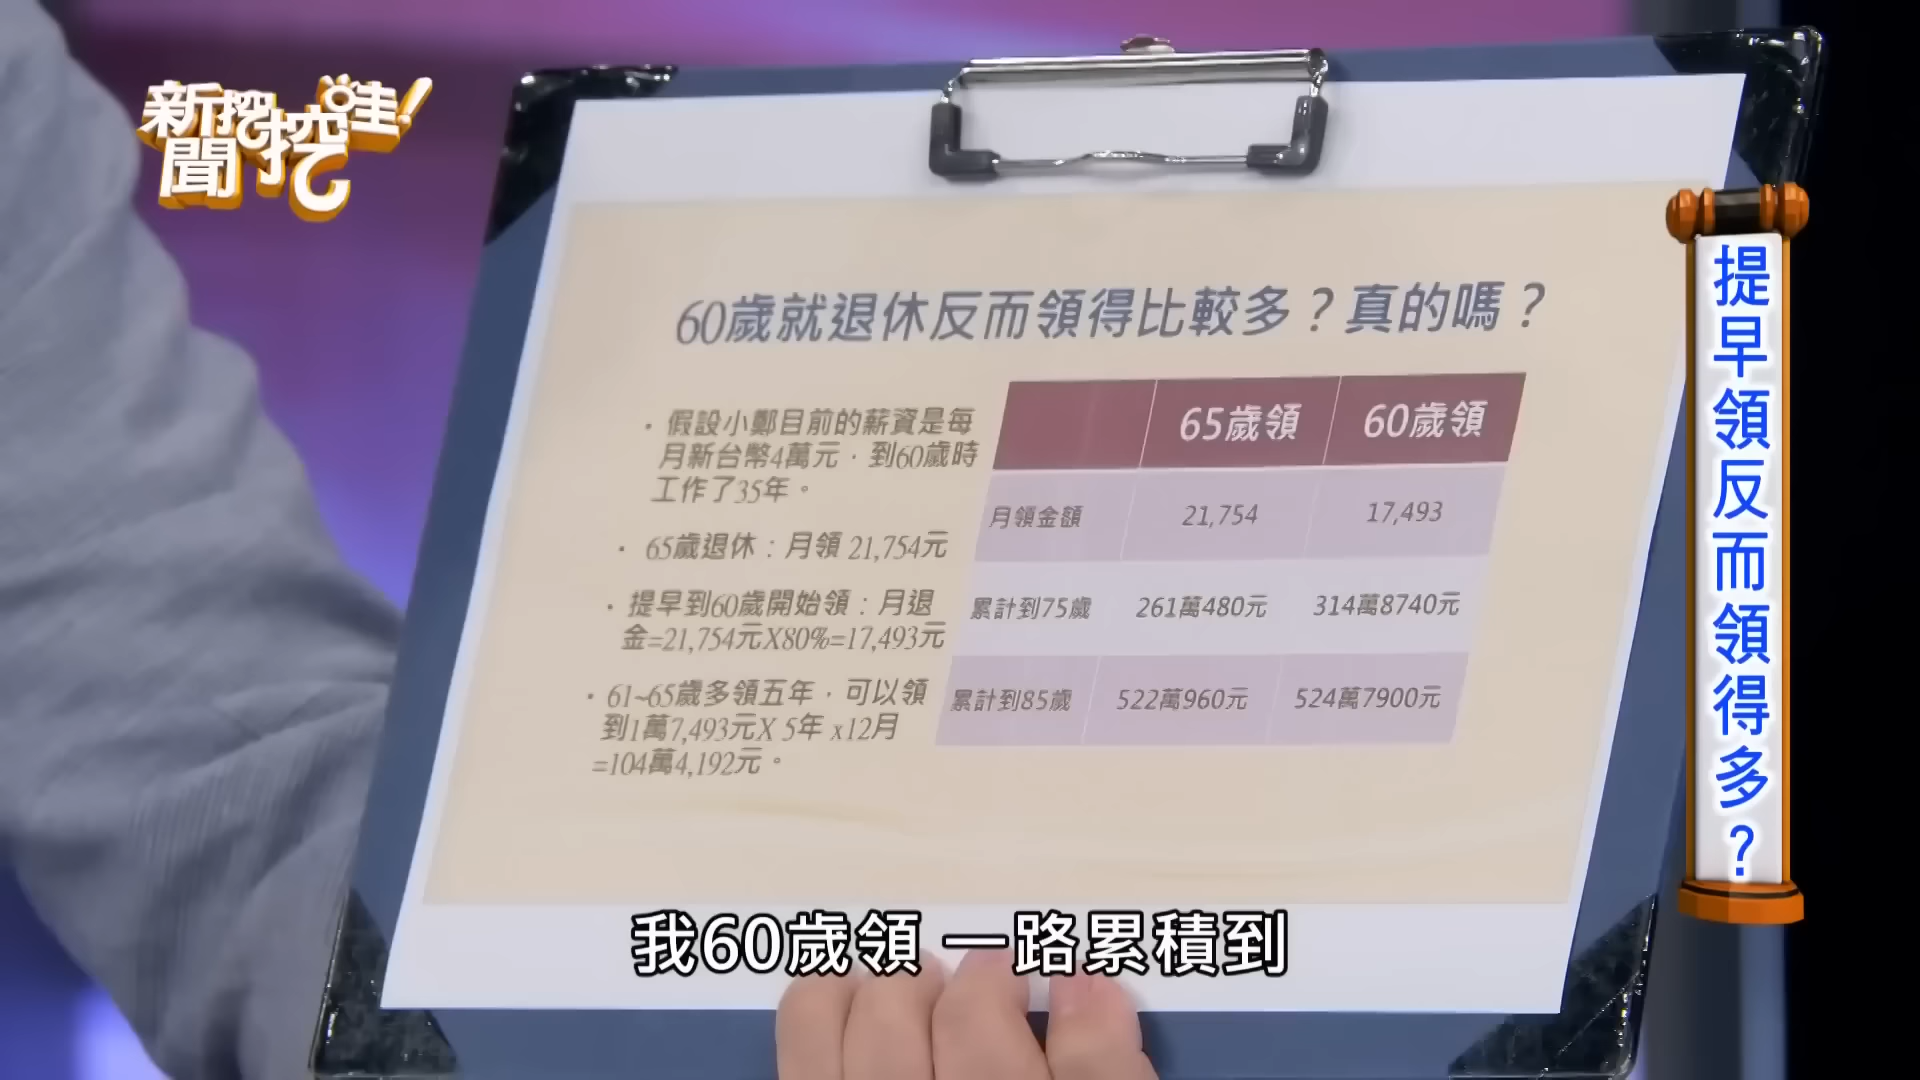 新聞挖挖哇!
60歲就退休反而領得比較多？真的嗎？
・假設小鄭目前的薪資是每
月新台幣4萬元，到60歲時
工作了35年。
・65歲退休：月領 21,754元
・提早到60歲開始領：月退
金=21,754元X80%=17,493元
・61~65歲多領五年，可以領
到1萬7,493元X 5年 x12月
=104萬4,192元。
65歲領 60歲領
月領金額 21,754 17,493
累計到75歲 261萬480元 314萬8740元
累計到85歲 522萬960元 524萬7900元
提早領反而領得多？
我60歲領 一路累積到